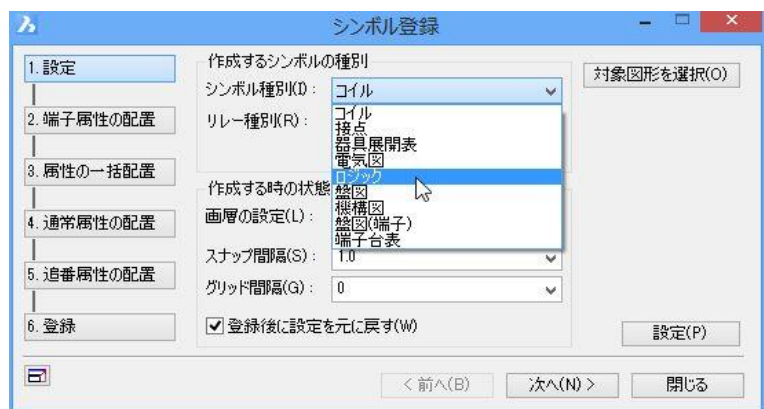 シンボル登録
1. 設定
2. 端子属性の配置
3. 属性の一括配置
4. 通常属性の配置
5. 追番属性の配置
6. 登録
作成するシンボルの種別
シンボル種別(I)： コイル
リレー種別(R)：
コイル
接点
器具展開表
電気図
ロジック
盤図
機構図
盤図(端子)
端子台表
作成する時の状態
画層の設定(L)：
スナップ間隔(S)： 1.0
グリッド間隔(G)： 0
登録後に設定を元に戻す(W)
対象図形を選択(O)
設定(P)
< 前へ(B)
次へ(N) >
閉じる